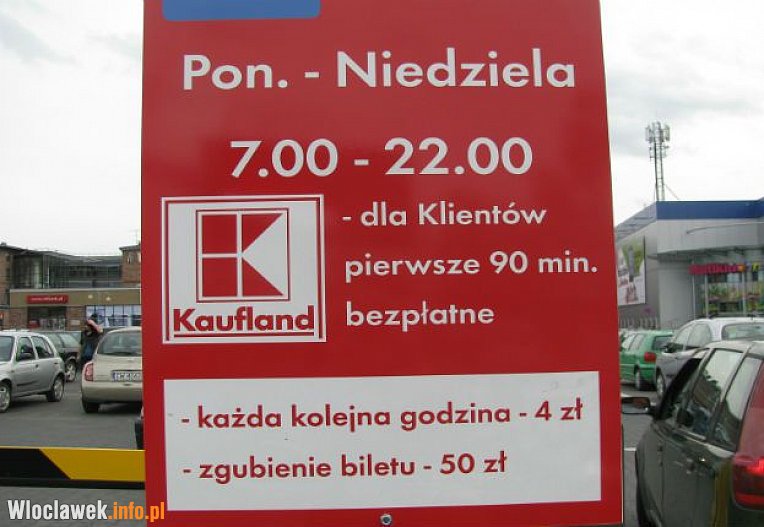 Pon. - Niedziela
7.00 - 22.00
- dla Klientów
pierwsze 90 min.
bezpłatne
Kaufland
- każda kolejna godzina - 4 zł
- zgubienie biletu - 50 zł
Wloclawek.info.pl